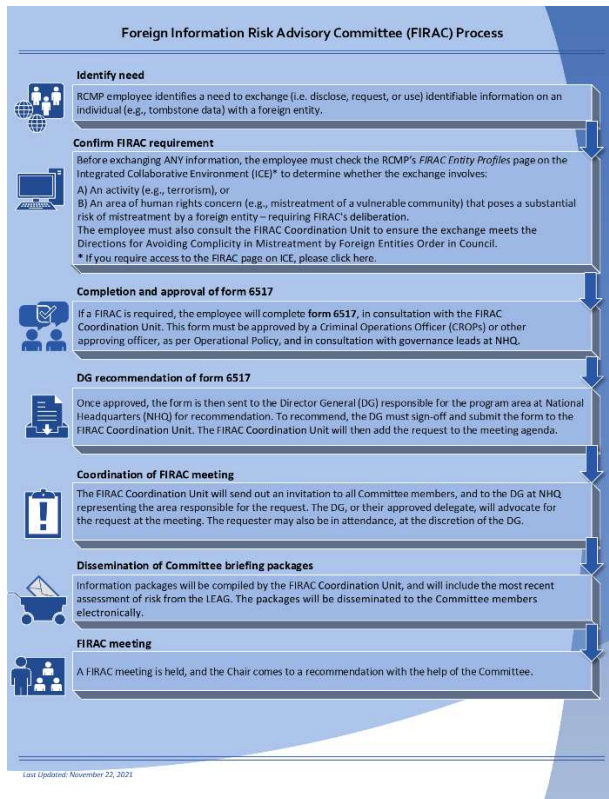 Foreign Information Risk Advisory Committee (FIRAC) Process
Identify need
RCMP employee identifies a need to exchange (i.e. disclose, request, or use) identifiable information on an
individual (e.g., tombstone data) with a foreign entity.
Confirm FIRAC requirement
Before exchanging ANY information, the employee must check the RCMP's FIRAC Entity Profiles page on the
Integrated Collaborative Environment (ICE)* to determine whether the exchange involves:
A) An activity (e.g., terrorism), or
B) An area of human rights concern (e.g., mistreatment of a vulnerable community) that poses a substantial
risk of mistreatment by a foreign entity – requiring FIRAC's deliberation.
The employee must also consult the FIRAC Coordination Unit to ensure the exchange meets the
Directions for Avoiding Complicity in Mistreatment by Foreign Entities Order in Council.
* If you require access to the FIRAC page on ICE, please click here.
Completion and approval of form 6517
If a FIRAC is required, the employee will complete form 6517, in consultation with the FIRAC
Coordination Unit. This form must be approved by a Criminal Operations Officer (CROPs) or other
approving officer, as per Operational Policy, and in consultation with governance leads at NHQ.
DG recommendation of form 6517
Once approved, the form is then sent to the Director General (DG) responsible for the program area at National
Headquarters (NHQ) for recommendation. To recommend, the DG must sign-off and submit the form to the
FIRAC Coordination Unit. The FIRAC Coordination Unit will then add the request to the meeting agenda.
Coordination of FIRAC meeting
The FIRAC Coordination Unit will send out an invitation to all Committee members, and to the DG at NHQ
representing the area responsible for the request. The DG, or their approved delegate, will advocate for
the request at the meeting. The requester may also be in attendance, at the discretion of the DG.
Dissemination of Committee briefing packages
Information packages will be compiled by the FIRAC Coordination Unit, and will include the most recent
assessment of risk from the LEAG. The packages will be disseminated to the Committee members
electronically.
FIRAC meeting
A FIRAC meeting is held, and the Chair comes to a recommendation with the help of the Committee.
Last Updated: November 22, 2021